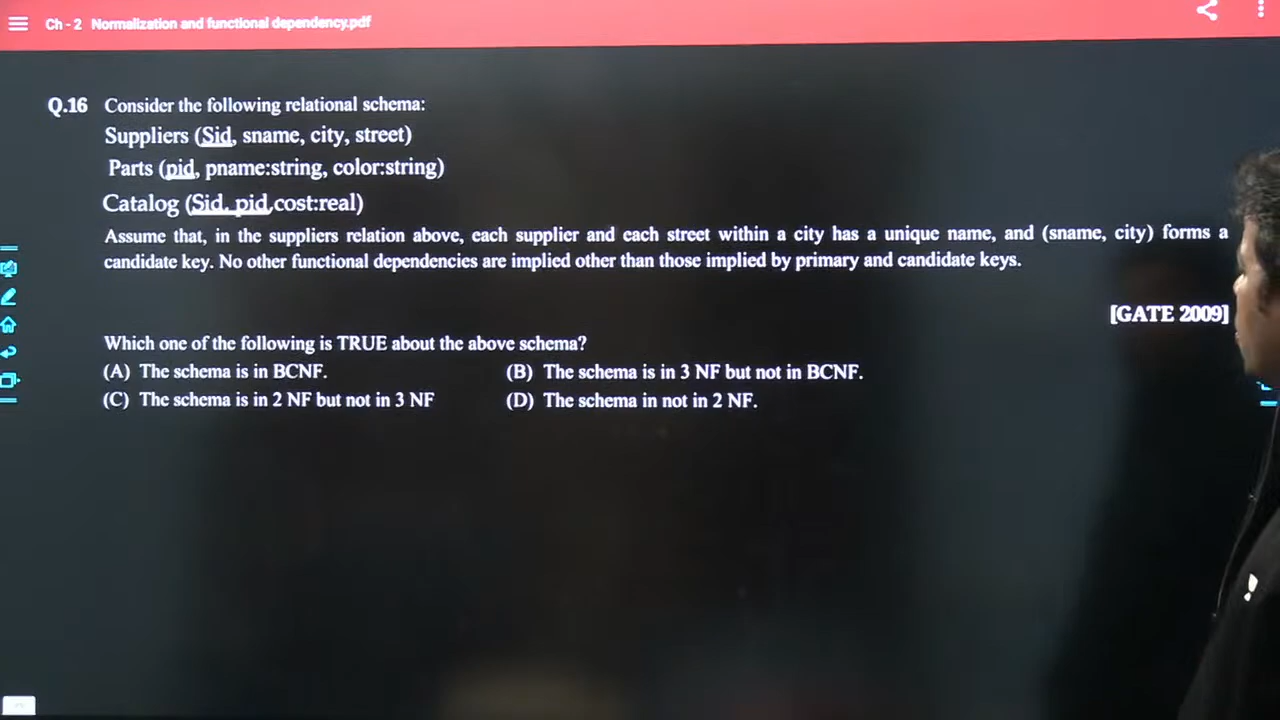 Ch - 2 Normalization and functional dependency.pdf
Q.16 Consider the following relational schema:
Suppliers (Sid, sname, city, street)
Parts (pid, pname:string, color:string)
Catalog (Sid, pid,cost:real)
Assume that, in the suppliers relation above, each supplier and each street within a city has a unique name, and (sname, city) forms a
candidate key. No other functional dependencies are implied other than those implied by primary and candidate keys.
[GATE 2009]
Which one of the following is TRUE about the above schema?
(A) The schema is in BCNF. (B) The schema is in 3 NF but not in BCNF.
(C) The schema is in 2 NF but not in 3 NF (D) The schema in not in 2 NF.